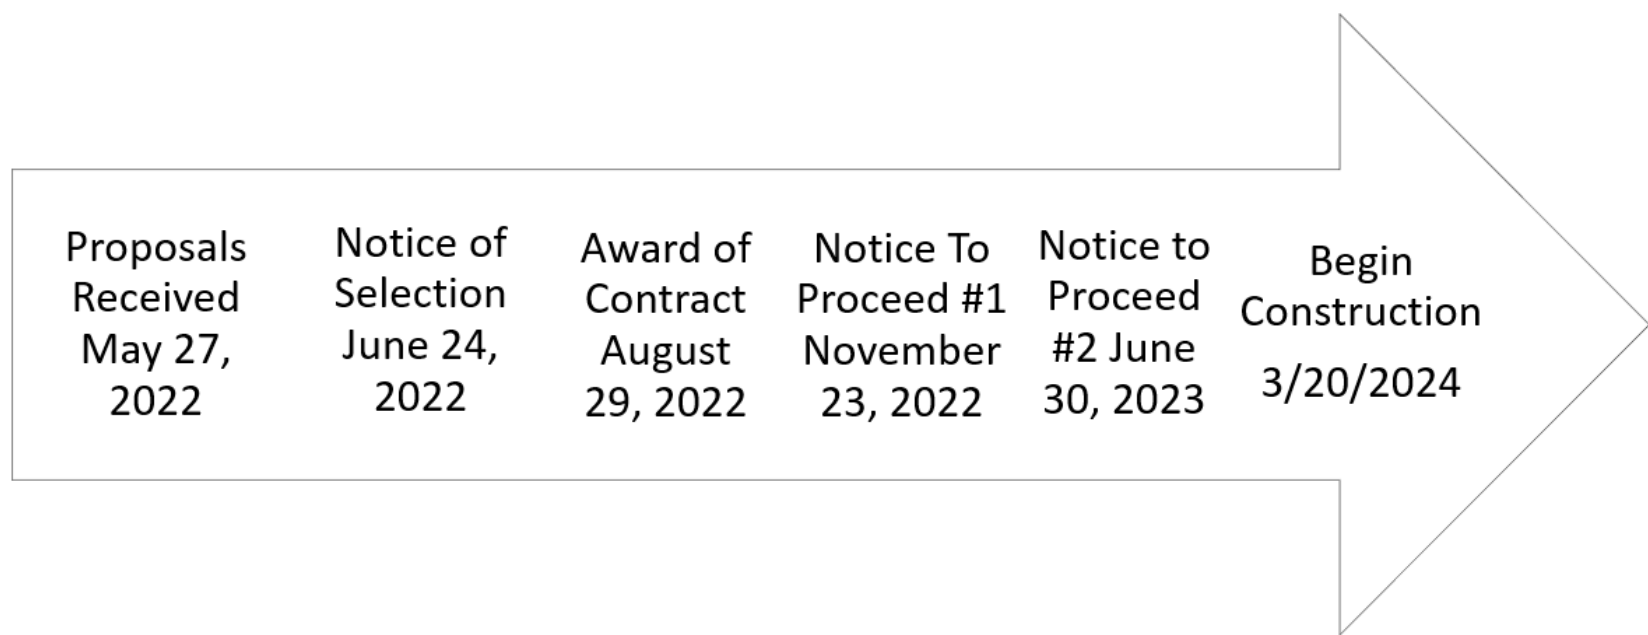 Proposals
Received
May 27,
2022
Notice of
Selection
June 24,
2022
Award of
Contract
August
29, 2022
Notice To
Proceed #1
November
23, 2022
Notice to
Proceed
#2 June
30, 2023
Begin
Construction
3/20/2024